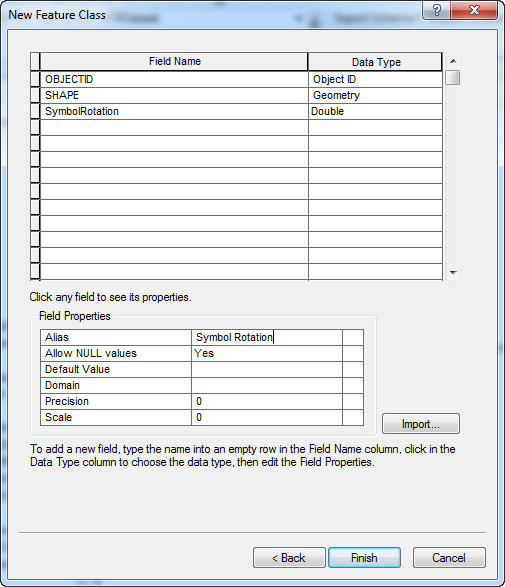 New Feature Class
Field Name Data Type
OBJECTID Object ID
SHAPE Geometry
SymbolRotation Double
Click any field to see its properties.
Field Properties
Alias Symbol Rotation
Allow NULL values Yes
Default Value
Domain
Precision 0
Scale 0
Import...
To add a new field, type the name into an empty row in the Field Name column, click in the
Data Type column to choose the data type, then edit the Field Properties.
< Back Finish Cancel